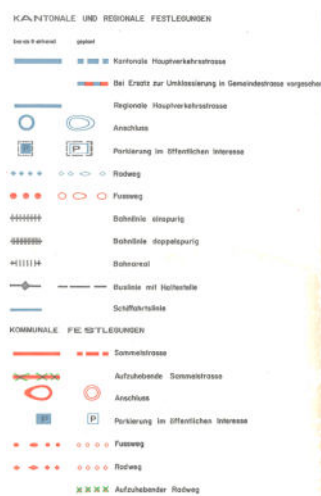 KANTONALE UND REGIONALE FESTLEGUNGEN
geplant
Kantonale Hauptverkehrsstrasse
Bei Ersatz zur Umklassierung in Gemeindestrasse vorgesehen
Regionale Hauptverkehrsstrasse
Anschluss
P P Parkierung im öffentlichen Interesse
Radweg
Fussweg
Bahnlinie einspurig
Bahnlinie doppelspurig
Bahnareal
Buslinie mit Haltestelle
Schiffahrtslinie
KOMMUNALE FESTLEGUNGEN
Sammelstrasse
Aufzuhebende Sammelstrasse
Anschluss
P P Parkierung im öffentlichen Interesse
Fussweg
Radweg
Aufzuhebender Radweg